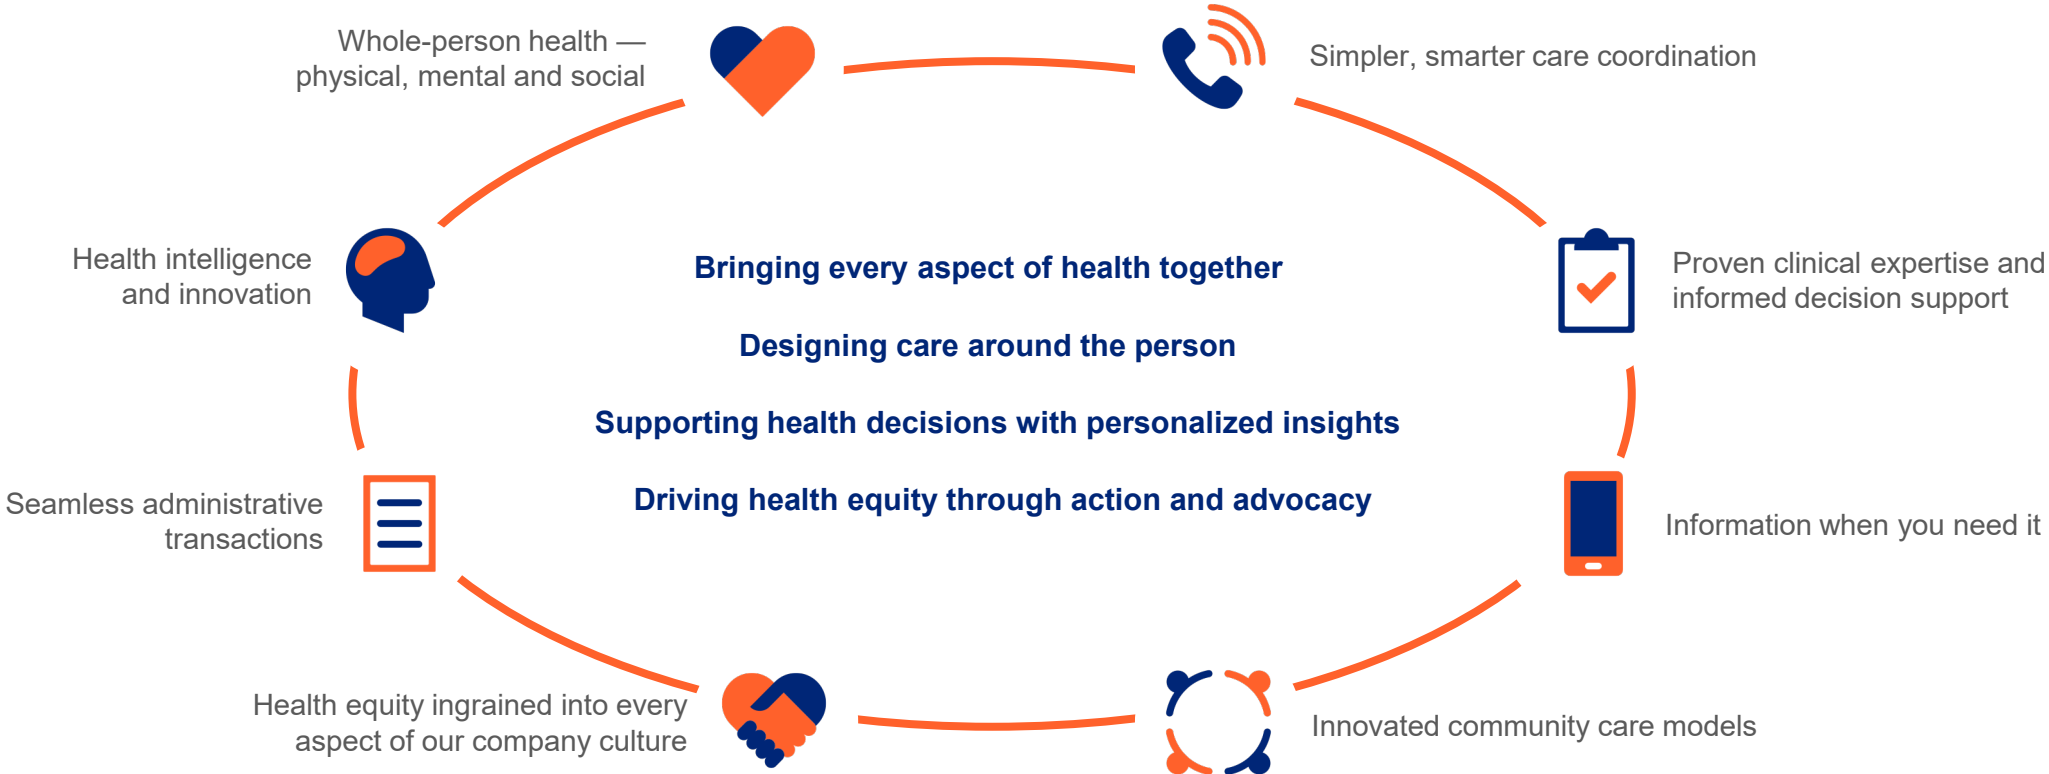 Whole-person health —
physical, mental and social
Simpler, smarter care coordination
Health intelligence
and innovation
Bringing every aspect of health together
Proven clinical expertise and
informed decision support
Designing care around the person
Supporting health decisions with personalized insights
Seamless administrative
transactions
Driving health equity through action and advocacy
Information when you need it
Health equity ingrained into every
aspect of our company culture
Innovated community care models